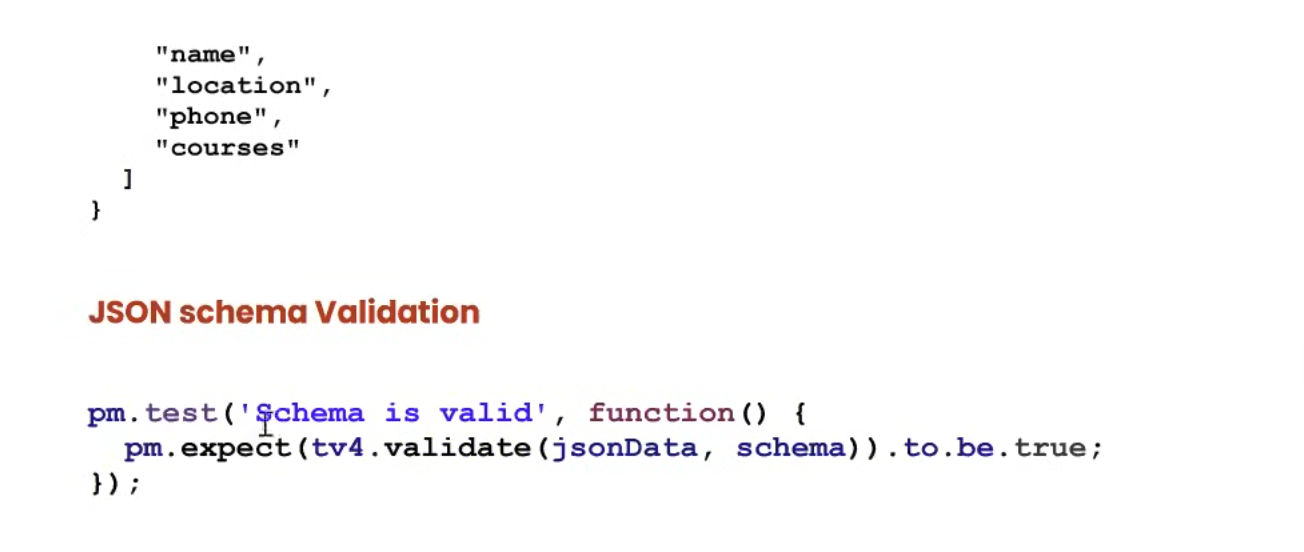 "name",
"location",
"phone",
"courses"
]
}
JSON schema Validation
pm.test('Schema is valid', function() {
pm.expect(tv4.validate(jsonData, schema)).to.be.true;
});